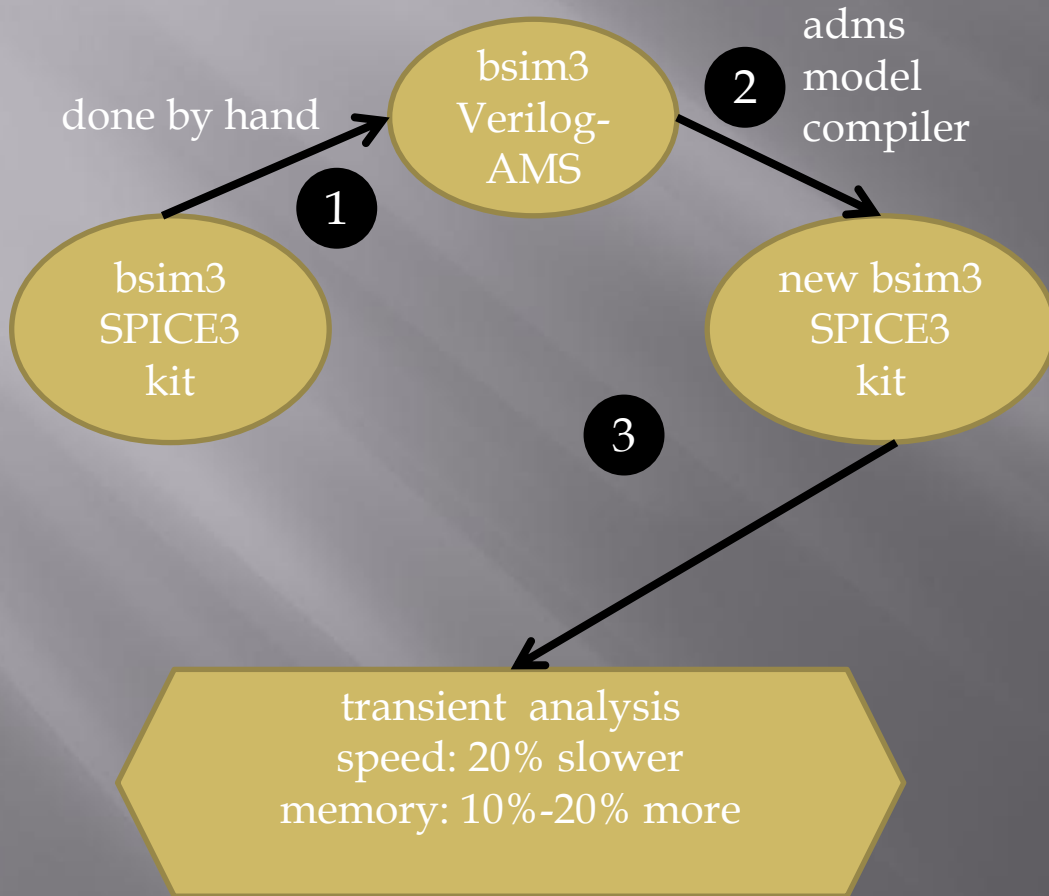 done by hand
1
bsim3
SPICE3
kit
bsim3
Verilog-
AMS
2
adms
model
compiler
new bsim3
SPICE3
kit
3
transient analysis
speed: 20% slower
memory: 10%-20% more